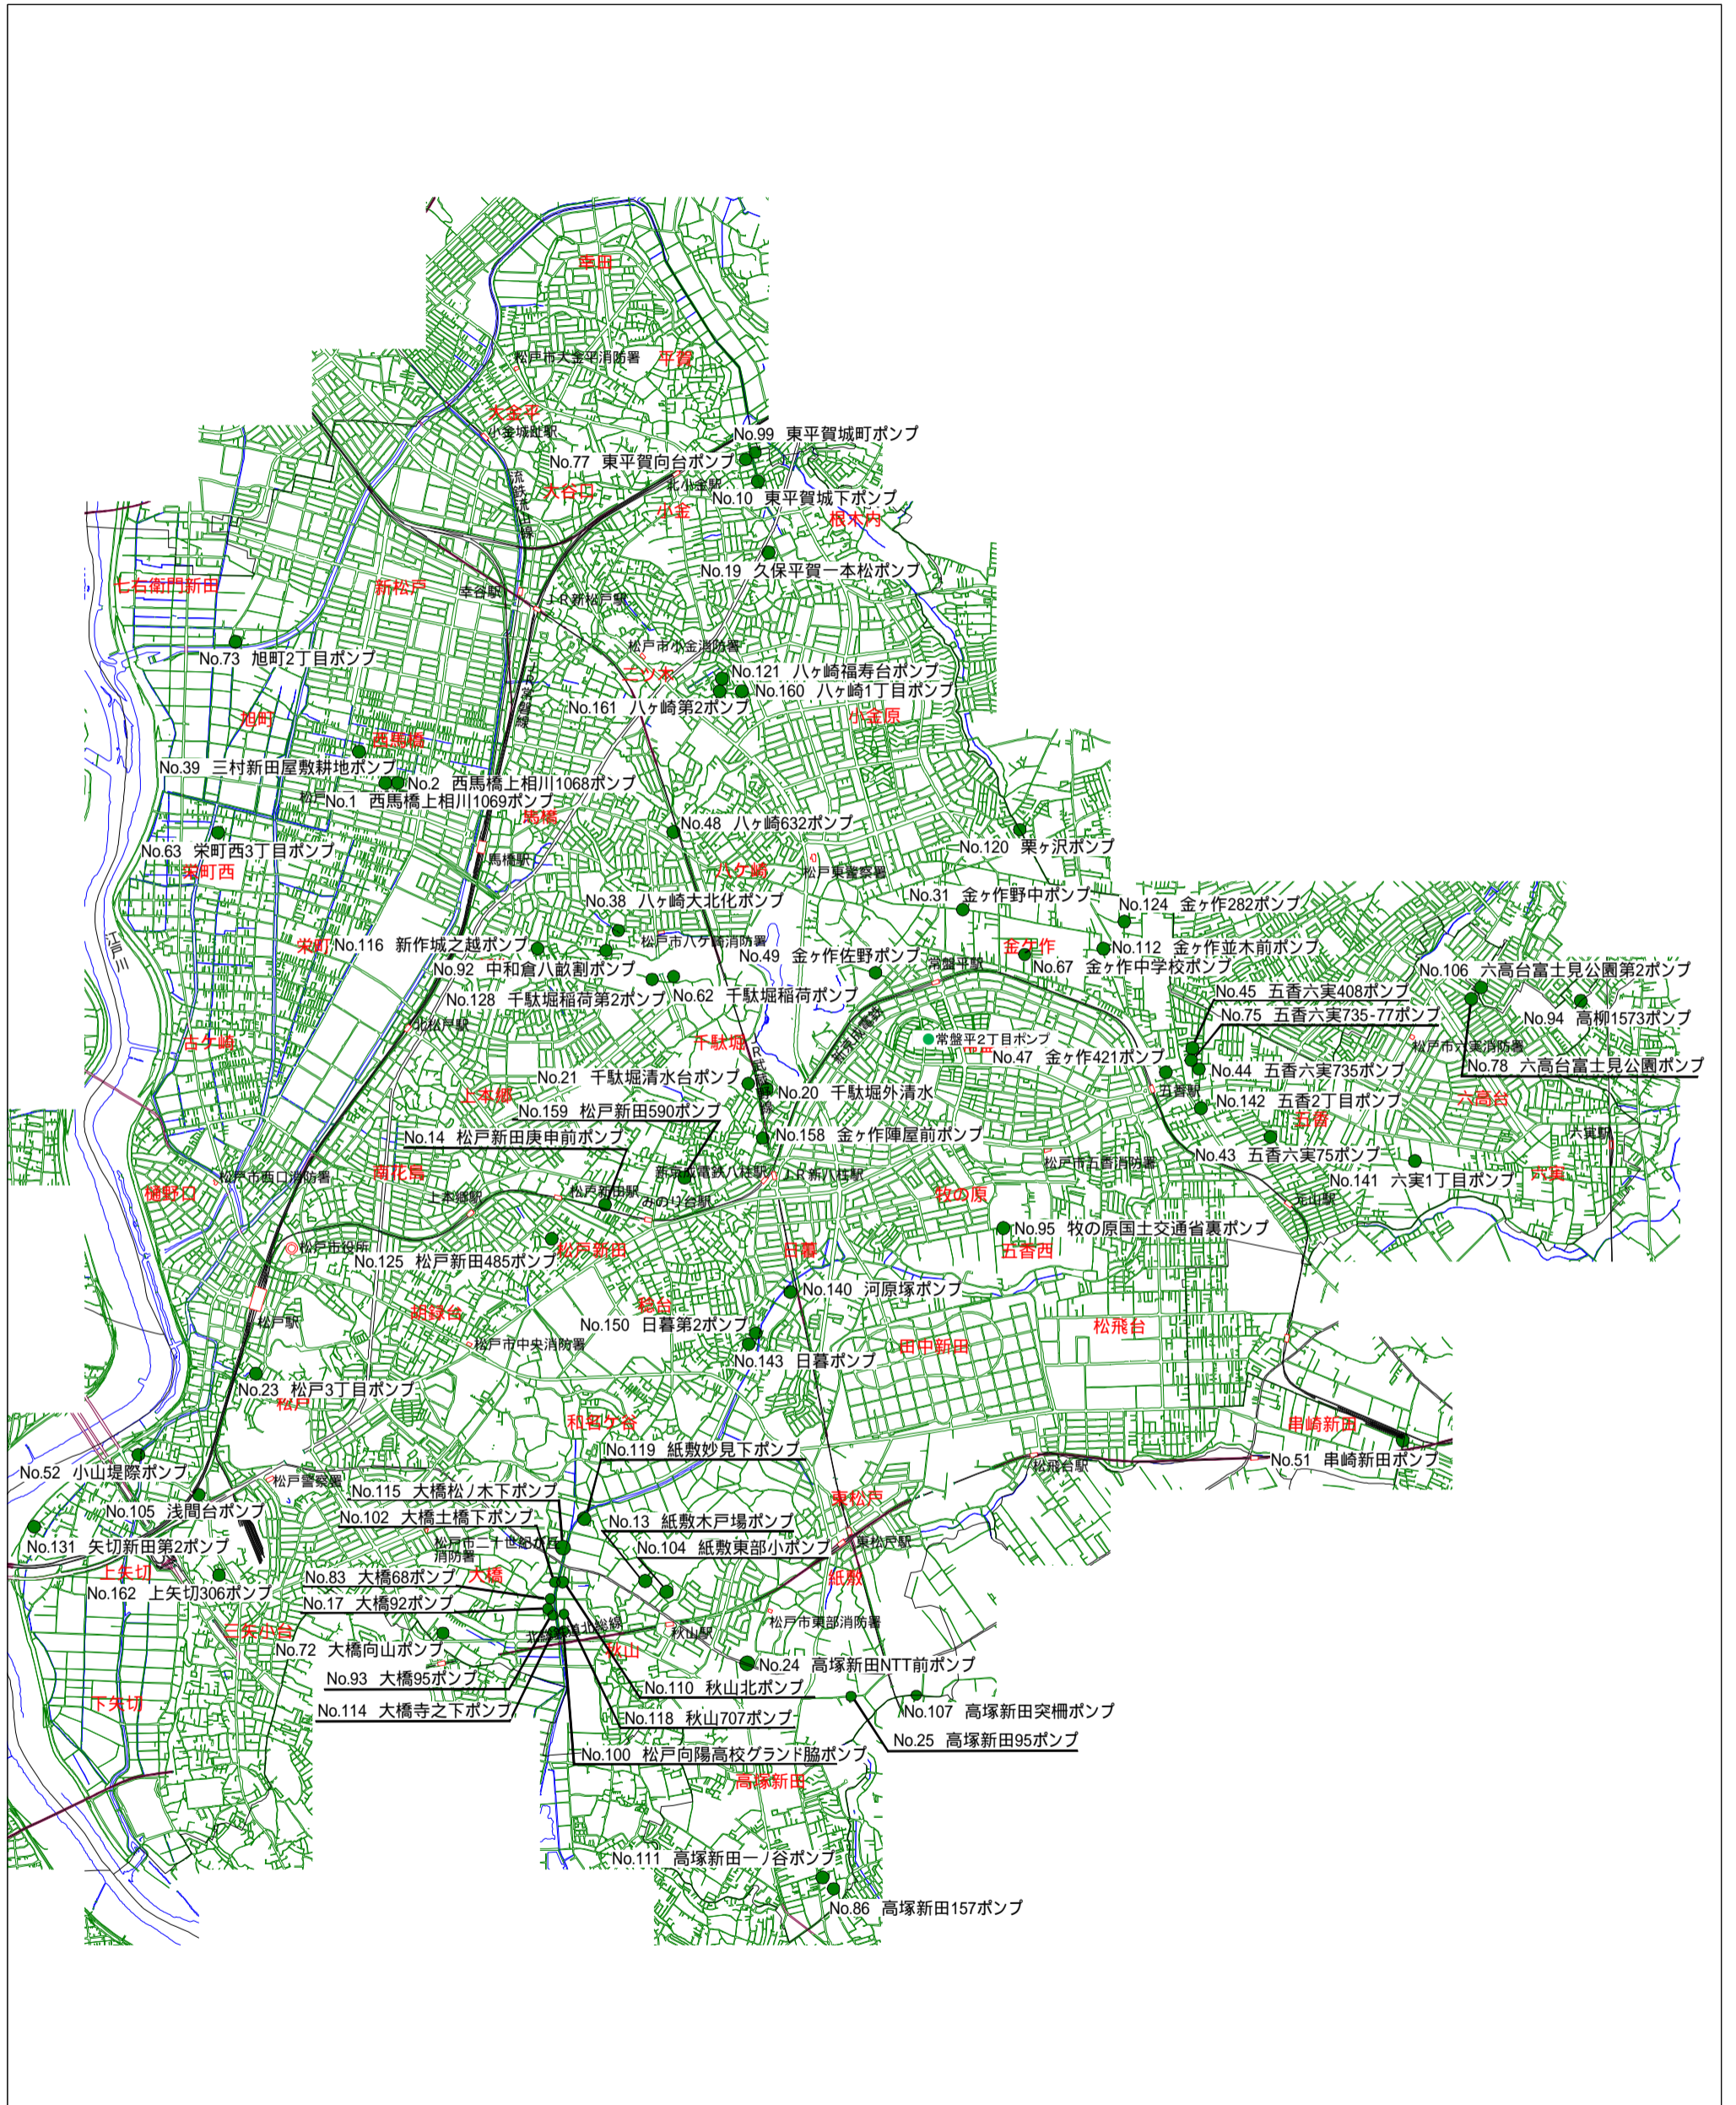 幸田
松戸市大金平消防署
平賀
大金平
小金城趾駅
No.99 東平賀城町ポンプ
No.77 東平賀向台ポンプ
流鉄流山線
大谷口
北小金駅
No.10 東平賀城下ポンプ
小金
根木内
No.19 久保平賀一本松ポンプ
七右衛門新田
新松戸
幸谷駅
JR新松戸駅
松戸市小金消防署
No.73 旭町2丁目ポンプ
二ツ木
No.121 八ヶ崎福寿台ポンプ
No.160 八ヶ崎1丁目ポンプ
No.161 八ヶ崎第2ポンプ
JR常磐線
旭町
小金原
西馬橋
No.39 三村新田屋敷耕地ポンプ
No.2 西馬橋上相川1068ポンプ
No.1 西馬橋上相川1069ポンプ
馬橋
No.48 八ヶ崎632ポンプ
No.63 栄町西3丁目ポンプ
No.120 栗ヶ沢ポンプ
馬橋駅
栄町西
八ケ崎
松戸東警察署
No.38 八ヶ崎大北化ポンプ
No.31 金ヶ作野中ポンプ
No.124 金ヶ作282ポンプ
江戸川
栄町
No.116 新作城之越ポンプ
松戸市八ケ崎消防署
金ケ作
No.112 金ヶ作並木前ポンプ
No.49 金ヶ作佐野ポンプ
常盤平駅
No.67 金ヶ作中学校ポンプ
No.92 中和倉八畝割ポンプ
No.106 六高台富士見公園第2ポンプ
No.45 五香六実408ポンプ
No.128 千駄堀稲荷第2ポンプ
No.62 千駄堀稲荷ポンプ
No.75 五香六実735-77ポンプ
No.94 高柳1573ポンプ
北松戸駅
新京成電鉄
古ケ崎
千駄堀
常盤平2丁目ポンプ
松戸市六実消防署
No.47 金ヶ作421ポンプ
No.44 五香六実735ポンプ
No.78 六高台富士見公園ポンプ
No.21 千駄堀清水台ポンプ
No.20 千駄堀外清水
五香駅
上本郷
六高台
No.142 五香2丁目ポンプ
No.159 松戸新田590ポンプ
五香
No.14 松戸新田庚申前ポンプ
No.158 金ヶ作陣屋前ポンプ
六実駅
No.43 五香六実75ポンプ
松戸市五香消防署
南花島
新京成電鉄八柱駅
JR新八柱駅
松戸市西口消防署
No.141 六実1丁目ポンプ
六実
樋野口
松戸新田駅
上本郷駅
みのり台駅
牧の原
元山駅
No.95 牧の原国土交通省裏ポンプ
松戸市役所
No.125 松戸新田485ポンプ
松戸新田
日暮
五香西
No.140 河原塚ポンプ
胡録台
稔台
松戸駅
No.150 日暮第2ポンプ
松飛台
松戸市中央消防署
田中新田
No.143 日暮ポンプ
No.23 松戸3丁目ポンプ
松戸
和名ケ谷
串崎新田
No.119 紙敷妙見下ポンプ
No.52 小山堤際ポンプ
松戸警察署
松飛台駅
No.51 串崎新田ポンプ
No.115 大橋松ノ木下ポンプ
東松戸
No.105 浅間台ポンプ
No.102 大橋土橋下ポンプ
No.13 紙敷木戸場ポンプ
No.131 矢切新田第2ポンプ
松戸市二十世紀が丘消防署
No.104 紙敷東部小ポンプ
東松戸駅
上矢切
No.83 大橋68ポンプ
大橋
紙敷
No.162 上矢切306ポンプ
No.17 大橋92ポンプ
松戸市東部消防署
三矢小台
北総鉄道北総線
秋山駅
No.72 大橋向山ポンプ
秋山
No.24 高塚新田NTT前ポンプ
No.93 大橋95ポンプ
No.110 秋山北ポンプ
下矢切
No.114 大橋寺之下ポンプ
No.118 秋山707ポンプ
No.107 高塚新田突柵ポンプ
No.25 高塚新田95ポンプ
No.100 松戸向陽高校グランド脇ポンプ
高塚新田
No.111 高塚新田一ノ谷ポンプ
No.86 高塚新田157ポンプ